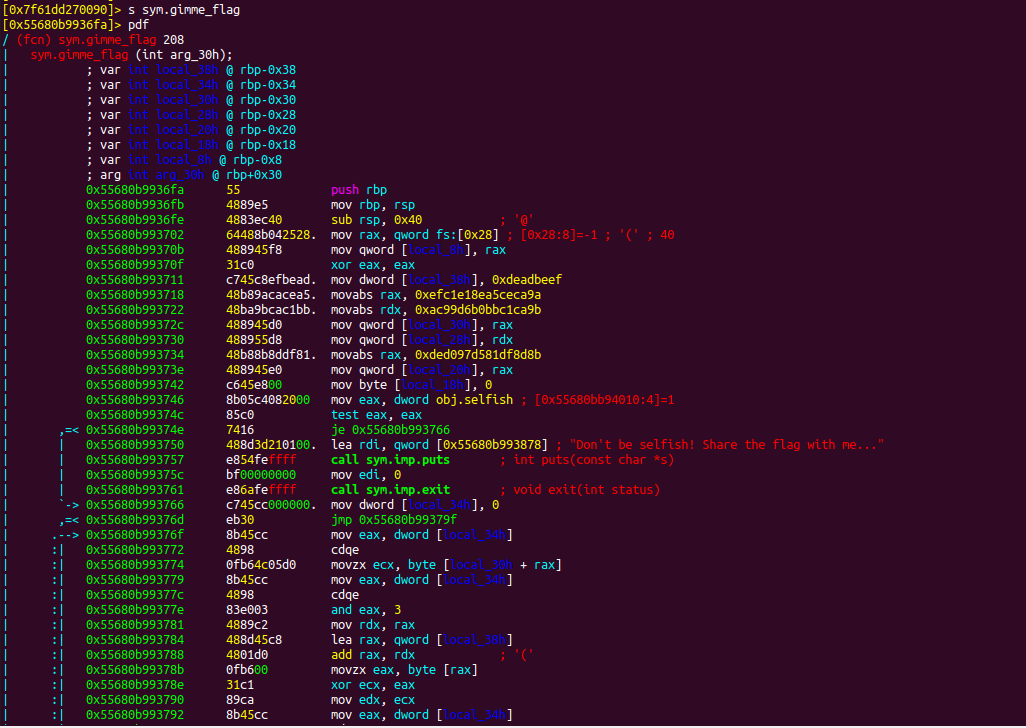 [0x7f61dd270090]> s sym.gimme_flag
[0x55680b9936fa]> pdf
/ (fcn) sym.gimme_flag 208
|   sym.gimme_flag (int arg_30h);
|           ; var int local_38h @ rbp-0x38
|           ; var int local_34h @ rbp-0x34
|           ; var int local_30h @ rbp-0x30
|           ; var int local_28h @ rbp-0x28
|           ; var int local_20h @ rbp-0x20
|           ; var int local_18h @ rbp-0x18
|           ; var int local_8h @ rbp-0x8
|           ; arg int arg_30h @ rbp+0x30
|           0x55680b9936fa      55             push rbp
|           0x55680b9936fb      4889e5         mov rbp, rsp
|           0x55680b9936fe      4883ec40       sub rsp, 0x40           ; '@'
|           0x55680b993702      64488b042528.  mov rax, qword fs:[0x28] ; [0x28:8]=-1 ; '(' ; 40
|           0x55680b99370b      488945f8       mov qword [local_8h], rax
|           0x55680b99370f      31c0           xor eax, eax
|           0x55680b993711      c745c8efbead.  mov dword [local_38h], 0xdeadbeef
|           0x55680b993718      48b89acacea5.  movabs rax, 0xefc1e18ea5ceca9a
|           0x55680b993722      48ba9bcac1bb.  movabs rdx, 0xac99d6b0bbc1ca9b
|           0x55680b99372c      488945d0       mov qword [local_30h], rax
|           0x55680b993730      488955d8       mov qword [local_28h], rdx
|           0x55680b993734      48b88b8ddf81.  movabs rax, 0xded097d581df8d8b
|           0x55680b99373e      488945e0       mov qword [local_20h], rax
|           0x55680b993742      c645e800       mov byte [local_18h], 0
|           0x55680b993746      8b05c4082000   mov eax, dword obj.selfish ; [0x55680bb94010:4]=1
|           0x55680b99374c      85c0           test eax, eax
|       ,=< 0x55680b99374e      7416           je 0x55680b993766
|       |   0x55680b993750      488d3d210100.  lea rdi, qword [0x55680b993878] ; "Don't be selfish! Share the flag with me..."
|       |   0x55680b993757      e854feffff     call sym.imp.puts       ; int puts(const char *s)
|       |   0x55680b99375c      bf00000000     mov edi, 0
|       |   0x55680b993761      e86afeffff     call sym.imp.exit       ; void exit(int status)
|       `-> 0x55680b993766      c745cc000000.  mov dword [local_34h], 0
|       ,=< 0x55680b99376d      eb30           jmp 0x55680b99379f
|      .--> 0x55680b99376f      8b45cc         mov eax, dword [local_34h]
|      :|   0x55680b993772      4898           cdqe
|      :|   0x55680b993774      0fb64c05d0     movzx ecx, byte [local_30h + rax]
|      :|   0x55680b993779      8b45cc         mov eax, dword [local_34h]
|      :|   0x55680b99377c      4898           cdqe
|      :|   0x55680b99377e      83e003         and eax, 3
|      :|   0x55680b993781      4889c2         mov rdx, rax
|      :|   0x55680b993784      488d45c8       lea rax, qword [local_38h]
|      :|   0x55680b993788      4801d0         add rax, rdx            ; '('
|      :|   0x55680b99378b      0fb600         movzx eax, byte [rax]
|      :|   0x55680b99378e      31c1           xor ecx, eax
|      :|   0x55680b993790      89ca           mov edx, ecx
|      :|   0x55680b993792      8b45cc         mov eax, dword [local_34h]